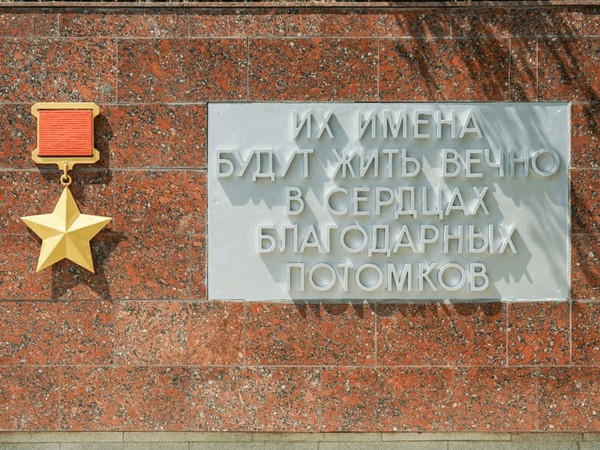 ИХ ИМЕНА
БУДУТ ЖИТЬ ВЕЧНО
В СЕРДЦАХ
БЛАГОДАРНЫХ
ПОТОМКОВ